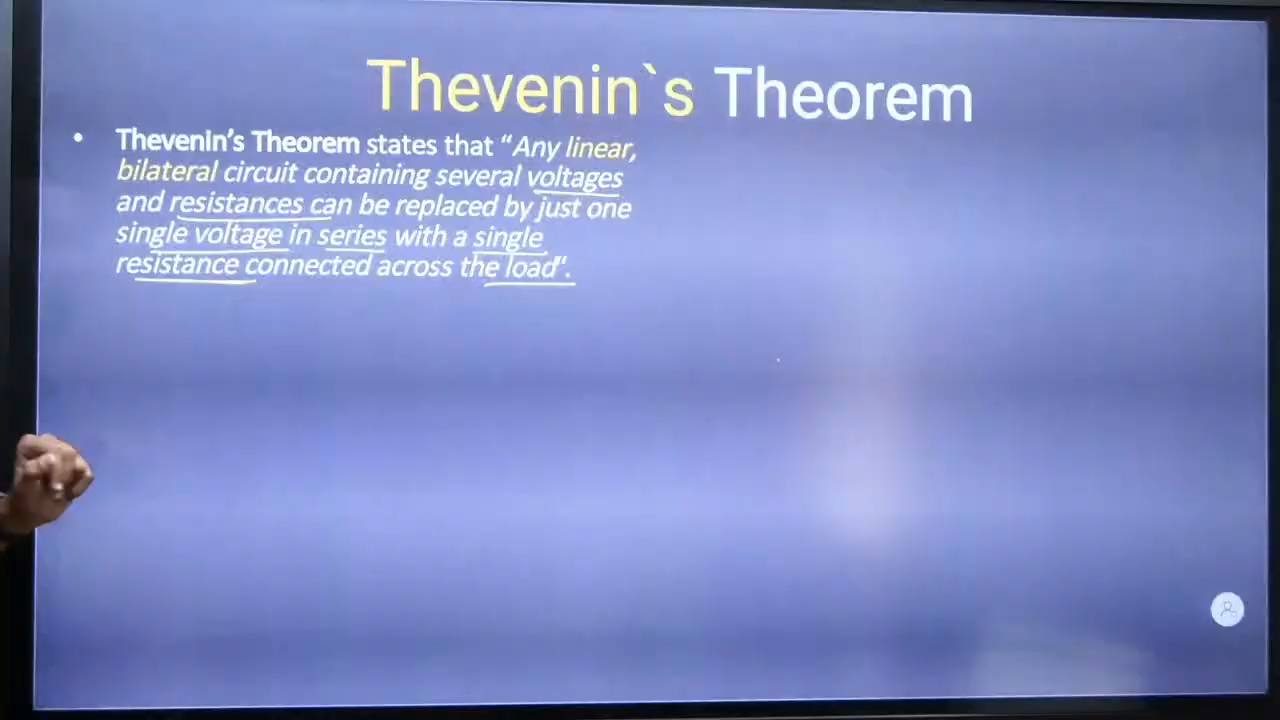 Thevenin`s Theorem
• Thevenin’s Theorem states that “Any linear,
bilateral circuit containing several voltages
and resistances can be replaced by just one
single voltage in series with a single
resistance connected across the load”.